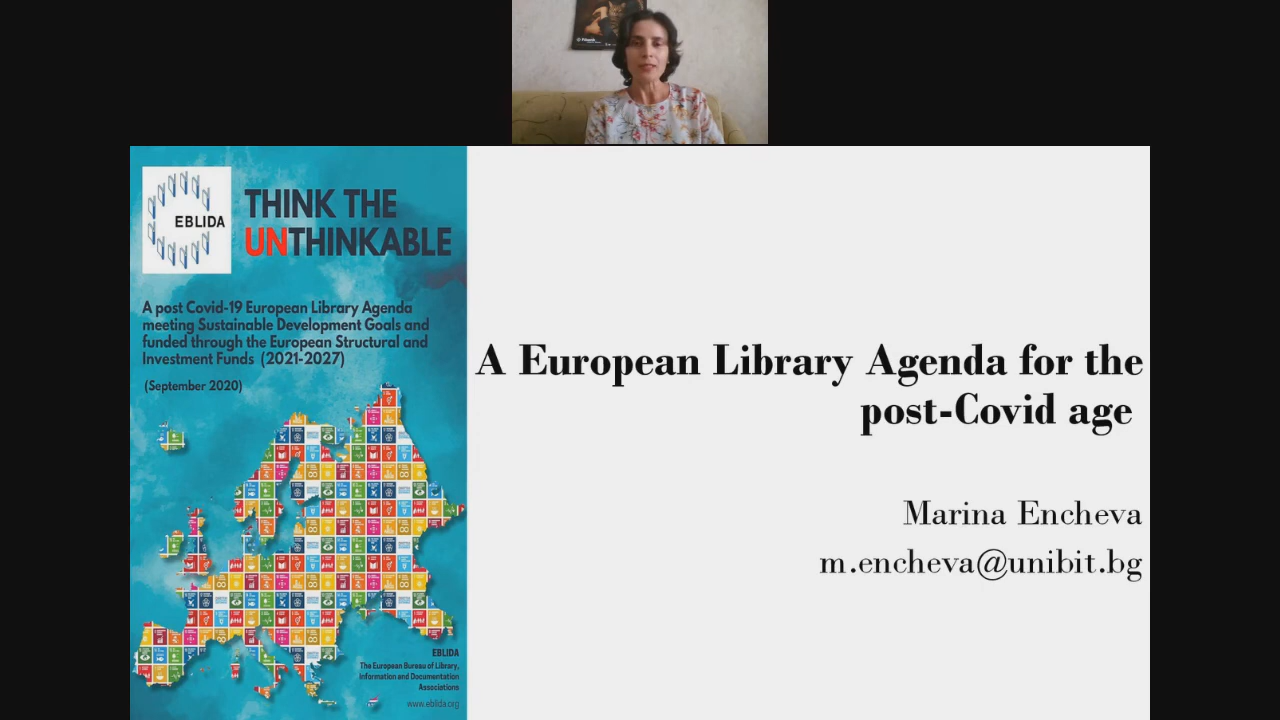 EBLIDA
THINK THE
UNTHINKABLE
A post Covid-19 European Library Agenda
meeting Sustainable Development Goals and
funded through the European Structural and
Investment Funds (2021-2027)
(September 2020)
EBLIDA
The European Bureau of Library,
Information and Documentation
Associations
www.eblida.org
A European Library Agenda for the
post-Covid age
Marina Encheva
m.encheva@unibit.bg